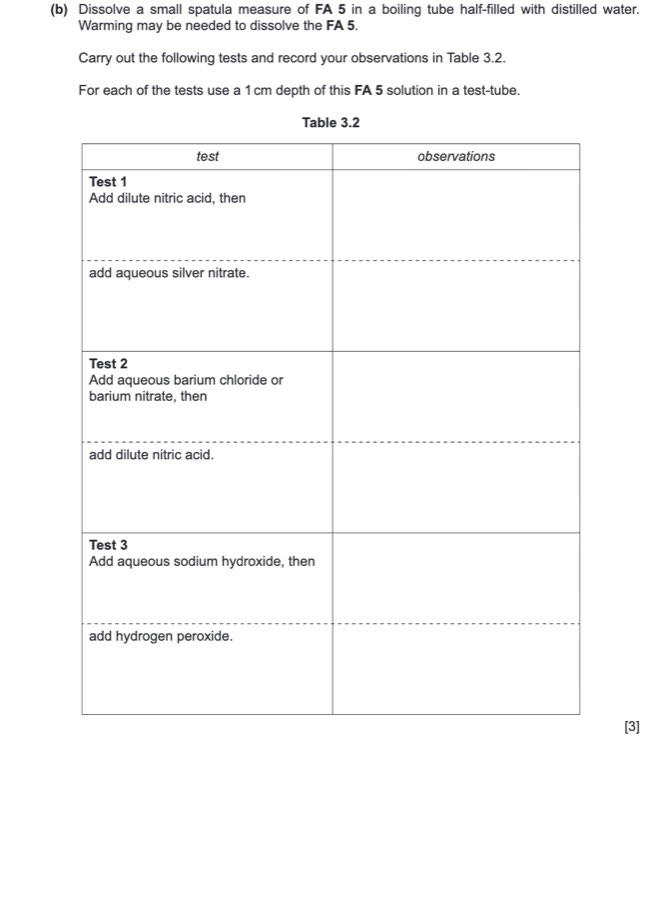 (b) Dissolve a small spatula measure of FA 5 in a boiling tube half-filled with distilled water.
Warming may be needed to dissolve the FA 5.
Carry out the following tests and record your observations in Table 3.2.
For each of the tests use a 1 cm depth of this FA 5 solution in a test-tube.
Table 3.2
test observations
Test 1
Add dilute nitric acid, then
add aqueous silver nitrate.
Test 2
Add aqueous barium chloride or
barium nitrate, then
add dilute nitric acid.
Test 3
Add aqueous sodium hydroxide, then
add hydrogen peroxide.
[3]